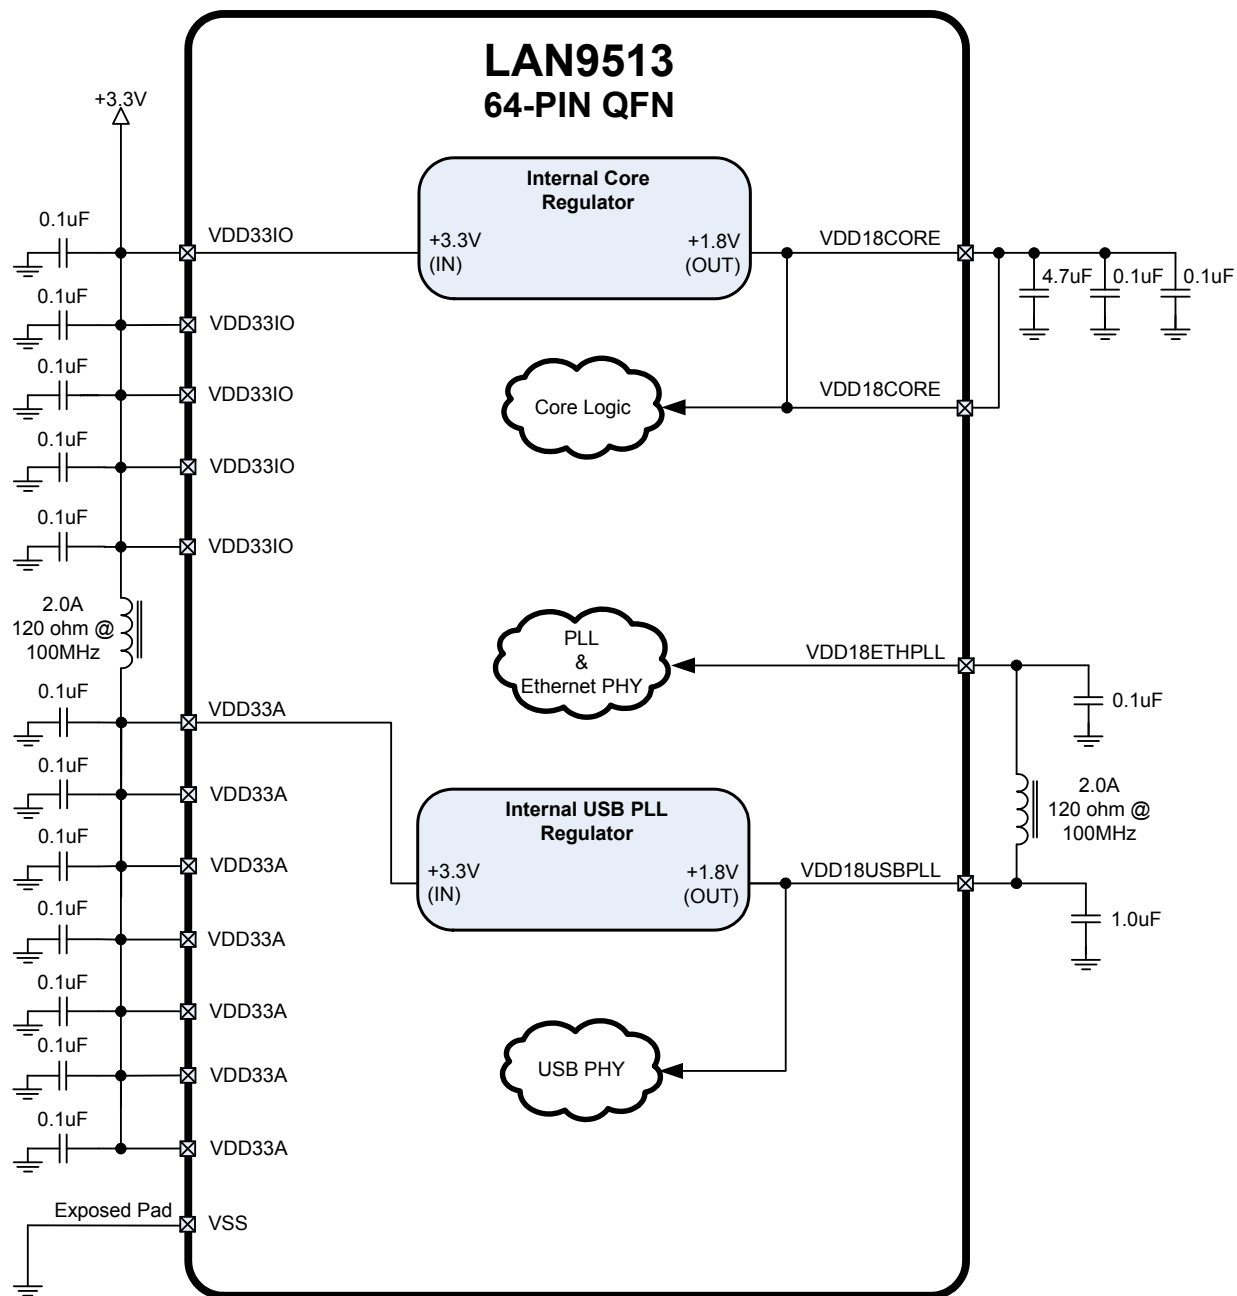 LAN9513
64-PIN QFN
+3.3V
Internal Core
Regulator
+3.3V
(IN)
+1.8V
(OUT)
0.1uF
VDD33IO
VDD18CORE
4.7uF
0.1uF
0.1uF
0.1uF
VDD33IO
0.1uF
VDD33IO
Core Logic
VDD18CORE
0.1uF
VDD33IO
0.1uF
VDD33IO
2.0A
120 ohm @
100MHz
PLL
&
Ethernet PHY
VDD18ETHPLL
0.1uF
0.1uF
VDD33A
0.1uF
VDD33A
Internal USB PLL
Regulator
+3.3V
(IN)
+1.8V
(OUT)
2.0A
120 ohm @
100MHz
0.1uF
VDD33A
VDD18USBPLL
1.0uF
0.1uF
VDD33A
0.1uF
VDD33A
0.1uF
VDD33A
USB PHY
0.1uF
VDD33A
Exposed Pad
VSS